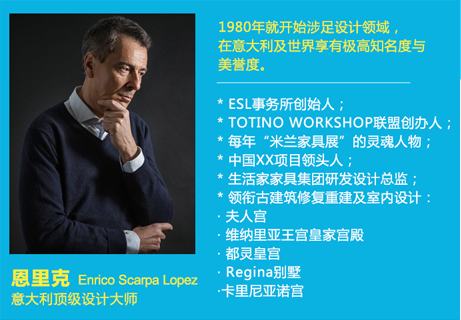 1980年就开始涉足设计领域，
在意大利及世界享有极高知名度与
美誉度。
* ESL事务所创始人；
* TOTINO WORKSHOP联盟创办人；
* 每年“米兰家具展”的灵魂人物；
* 中国XX项目领头人；
* 生活家家具集团研发设计总监；
* 领衔古建筑修复重建及室内设计：
· 夫人宫
· 维纳里亚王宫皇家宫殿
· 都灵皇宫
· Regina别墅
·卡里尼亚诺宫
恩里克 Enrico Scarpa Lopez
意大利顶级设计大师